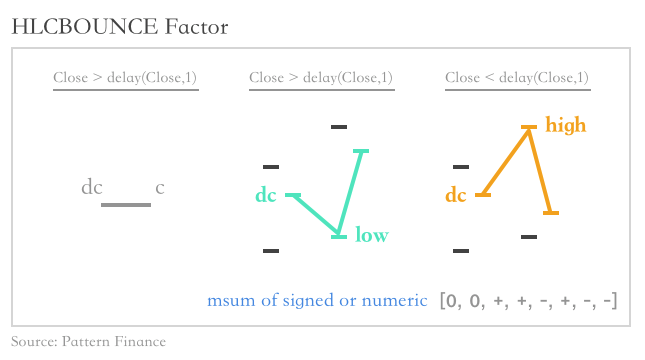 HLCBOUNCE Factor
Close > delay(Close,1) Close > delay(Close,1) Close < delay(Close,1)
high
dc c dc dc
low
msum of signed or numeric [0, 0, +, +, -, +, -, -]
Source: Pattern Finance